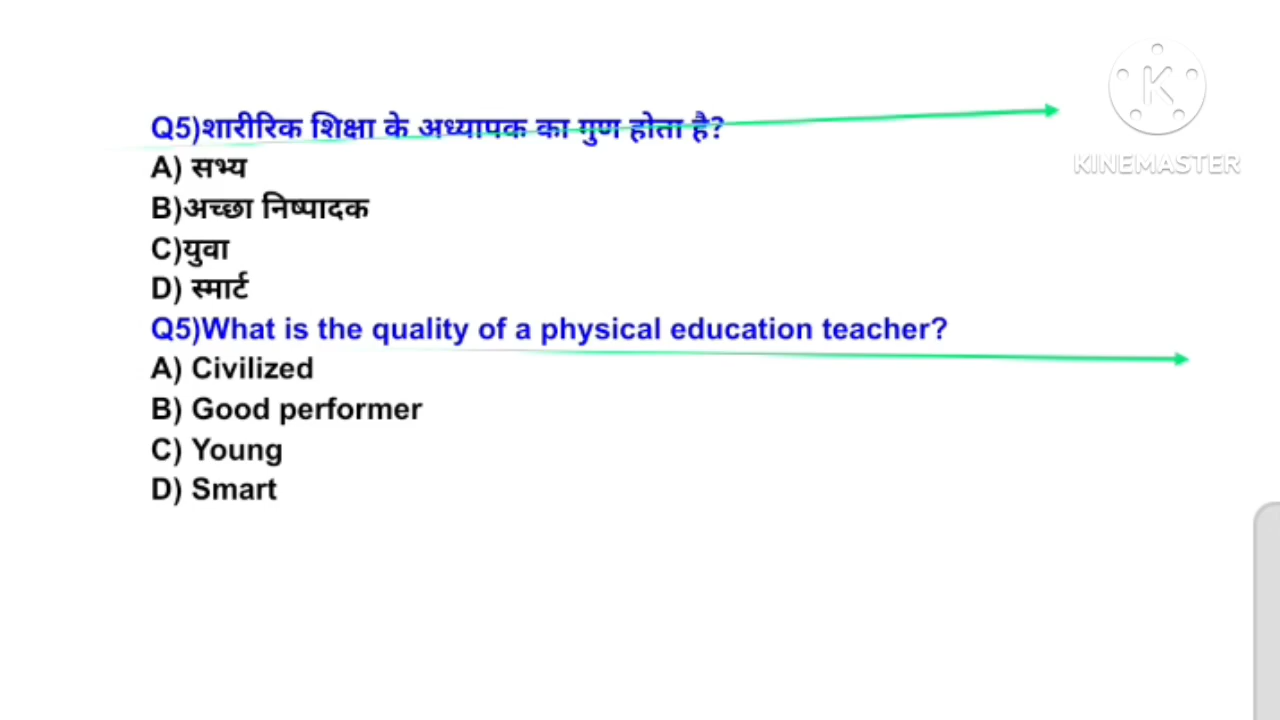 Q5)शारीरिक शिक्षा के अध्यापक का गुण होता है?
A) सभ्य
B)अच्छा निष्पादक
C)युवा
D) स्मार्ट
Q5)What is the quality of a physical education teacher?
A) Civilized
B) Good performer
C) Young
D) Smart
K
KINEMASTER